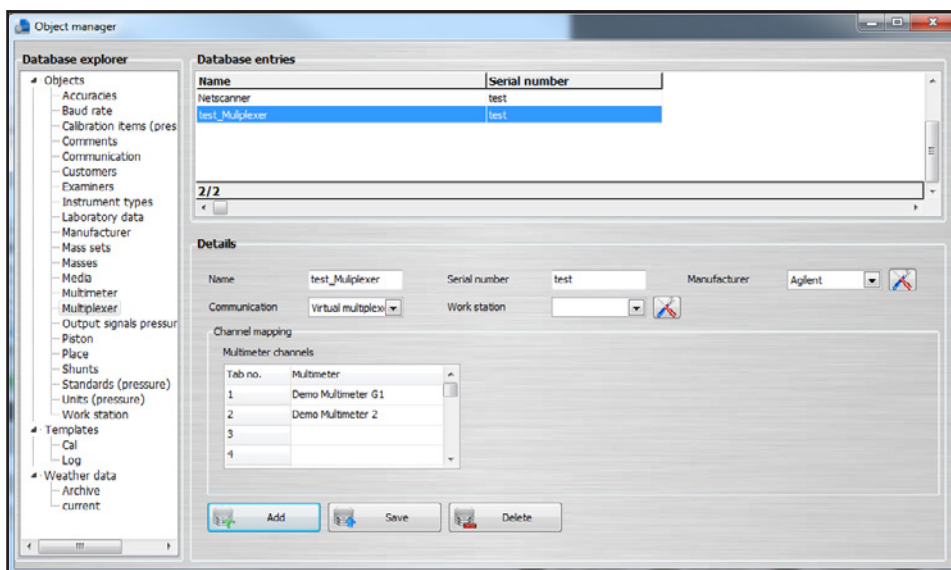 Object manager
Database explorer
Objects
Accuracies
Baud rate
Calibration items (pres
Comments
Communication
Customers
Examiners
Instrument types
Laboratory data
Manufacturer
Mass sets
Masses
Media
Multimeter
Multiplexer
Output signals pressur
Piston
Place
Shunts
Standards (pressure)
Units (pressure)
Work station
Templates
Cal
Log
Weather data
Archive
current
Database entries
Name Serial number
Netscanner test
test_Muliplexer test
2/2
Details
Name test_Muliplexer Serial number test Manufacturer Agilent
Communication Virtual multiplex Work station
Channel mapping
Multimeter channels
Tab no. Multimeter
1 Demo Multimeter G1
2 Demo Multimeter 2
3
4
Add Save Delete